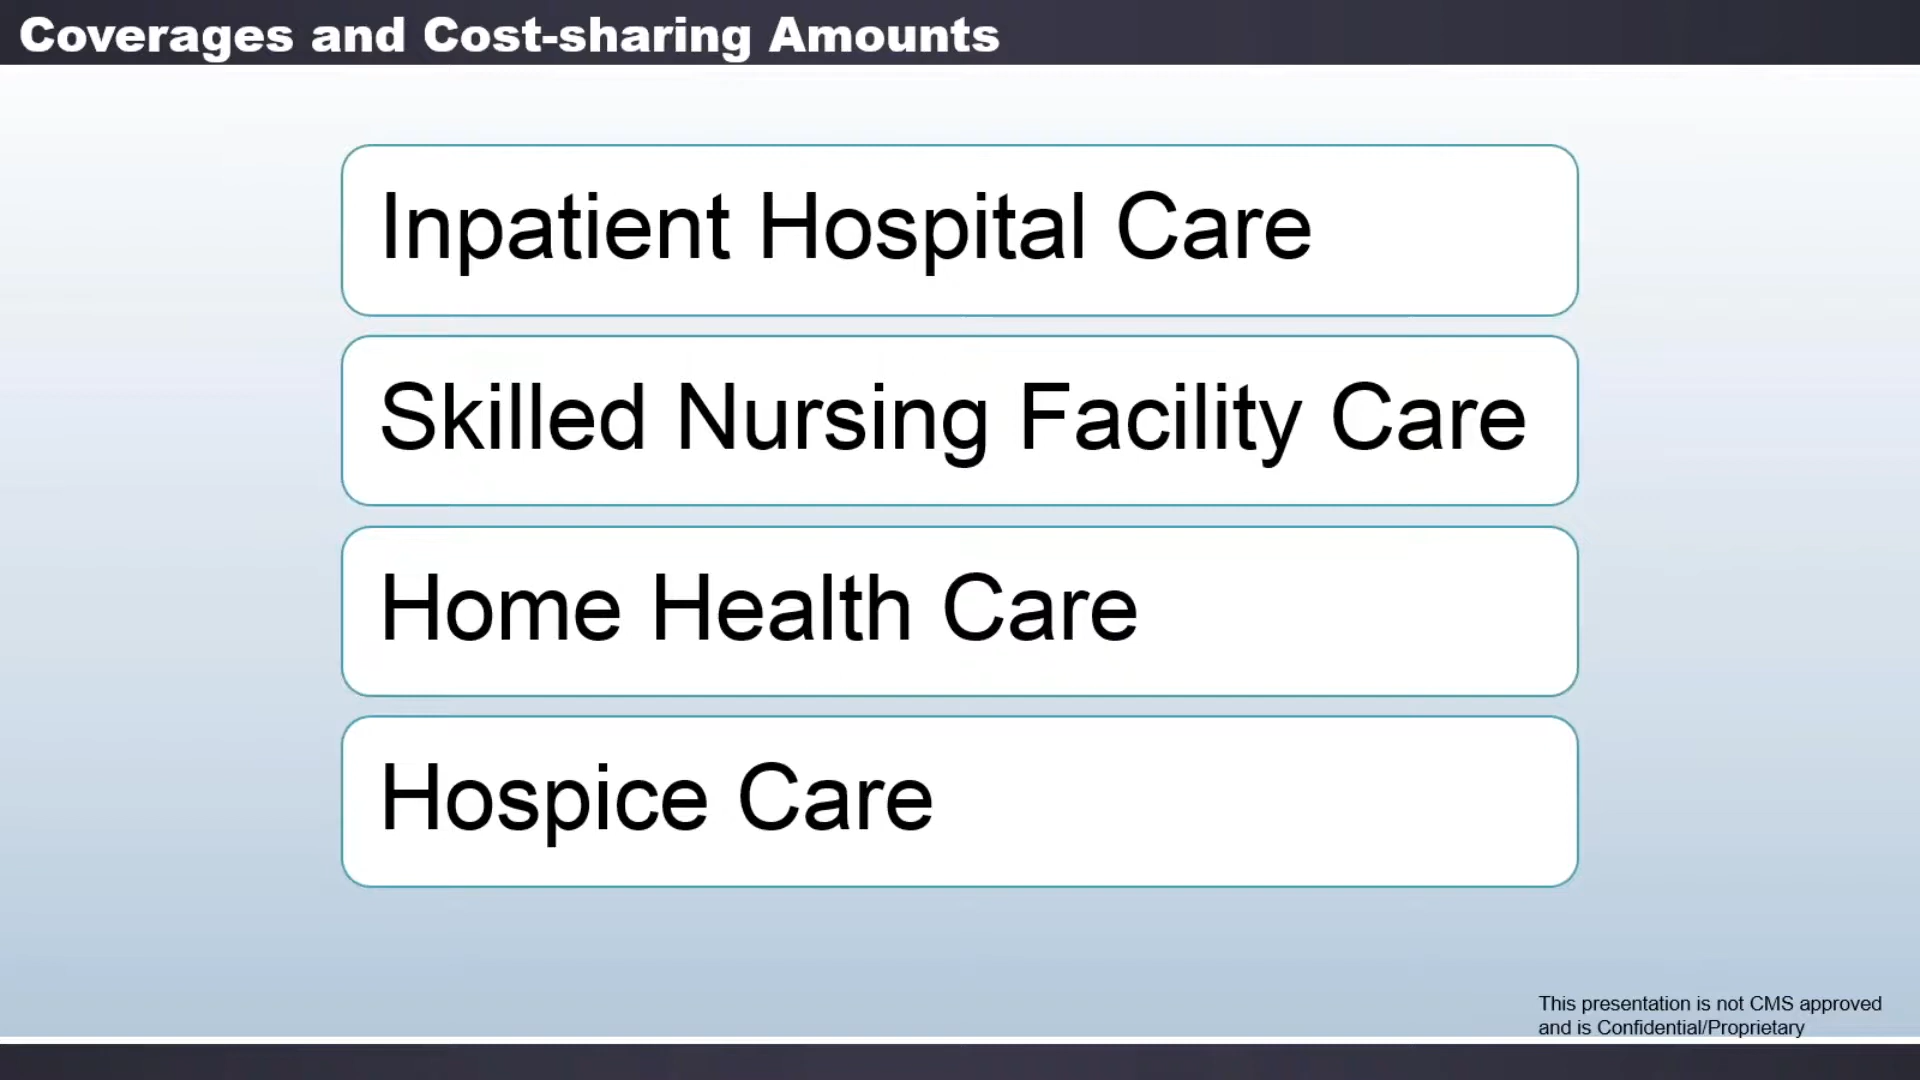 Coverages and Cost-sharing Amounts
Inpatient Hospital Care
Skilled Nursing Facility Care
Home Health Care
Hospice Care
This presentation is not CMS approved
and is Confidential/Proprietary